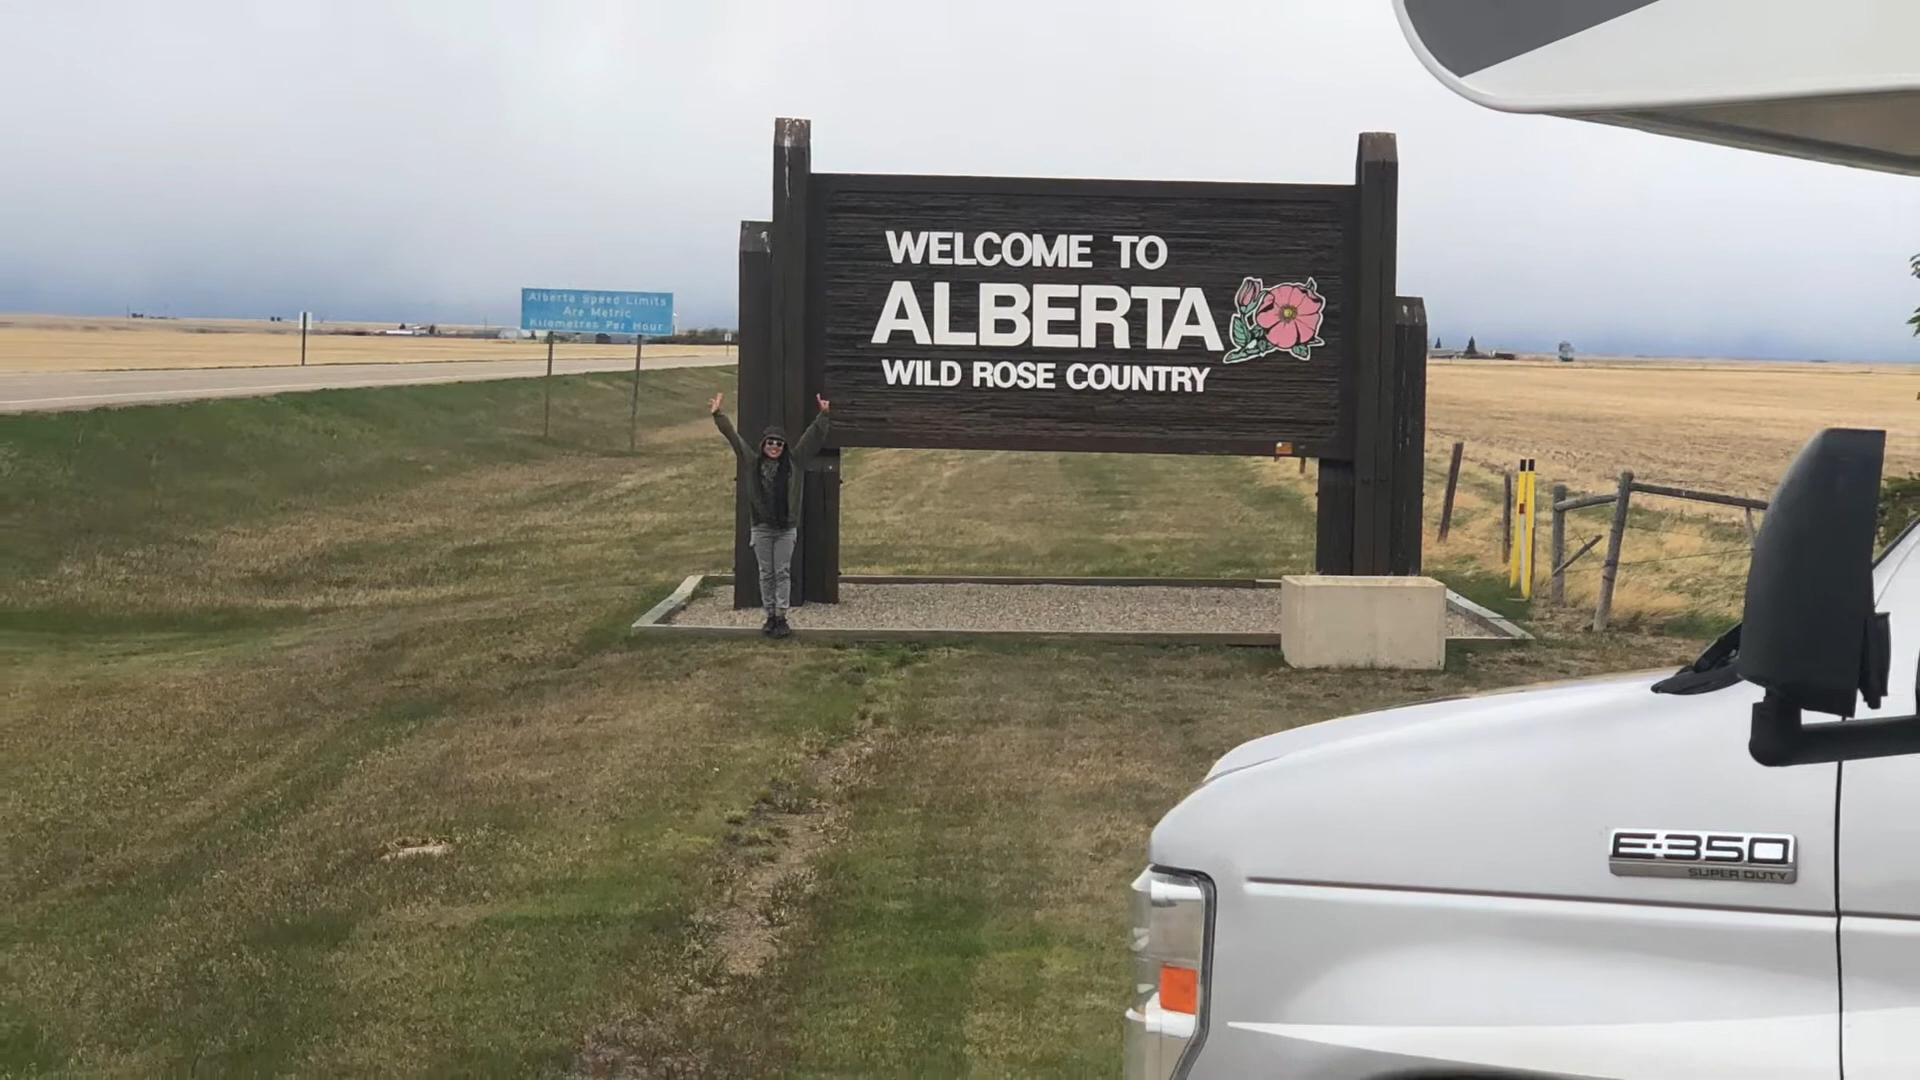 WELCOME TO
ALBERTA
WILD ROSE COUNTRY
Alberta Speed Limits
Are Metric
Kilometres Per Hour
E-350
SUPER DUTY